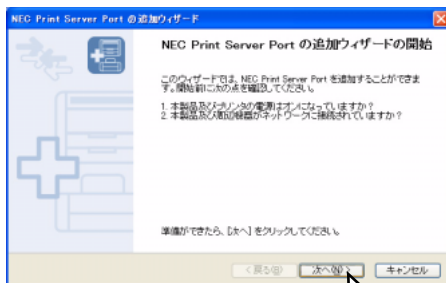 NEC Print Server Port の追加ウィザード
NEC Print Server Port の追加ウィザードの開始
このウィザードでは、NEC Print Server Port を追加することができま
す。開始前に次の点を確認してください。
1. 本製品及びプリンタの電源はオンになっていますか？
2. 本製品及び周辺機器がネットワークに接続されていますか？
準備ができたら、[次へ] をクリックしてください。
< 戻る(B)
次へ(N) >
キャンセル